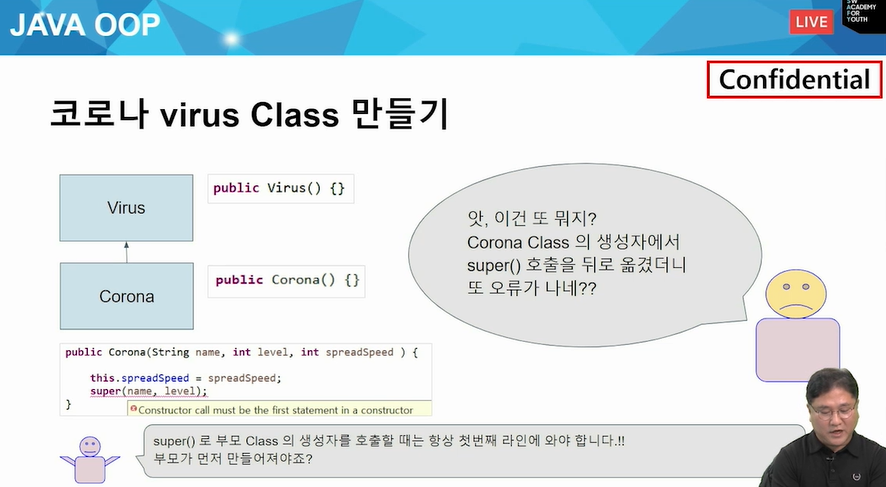 JAVA OOP
LIVE
SW
ACADEMY
FOR
YOUTH
Confidential
코로나 virus Class 만들기
Virus
public Virus() {}
Corona
public Corona() {}
앗, 이건 또 뭐지?
Corona Class 의 생성자에서
super() 호출을 뒤로 옮겼더니
또 오류가 나네??
public Corona(String name, int level, int spreadSpeed ) {
this.spreadSpeed = spreadSpeed;
super(name, level);
}
Constructor call must be the first statement in a constructor
super() 로 부모 Class 의 생성자를 호출할 때는 항상 첫번째 라인에 와야 합니다.!!
부모가 먼저 만들어져야죠?